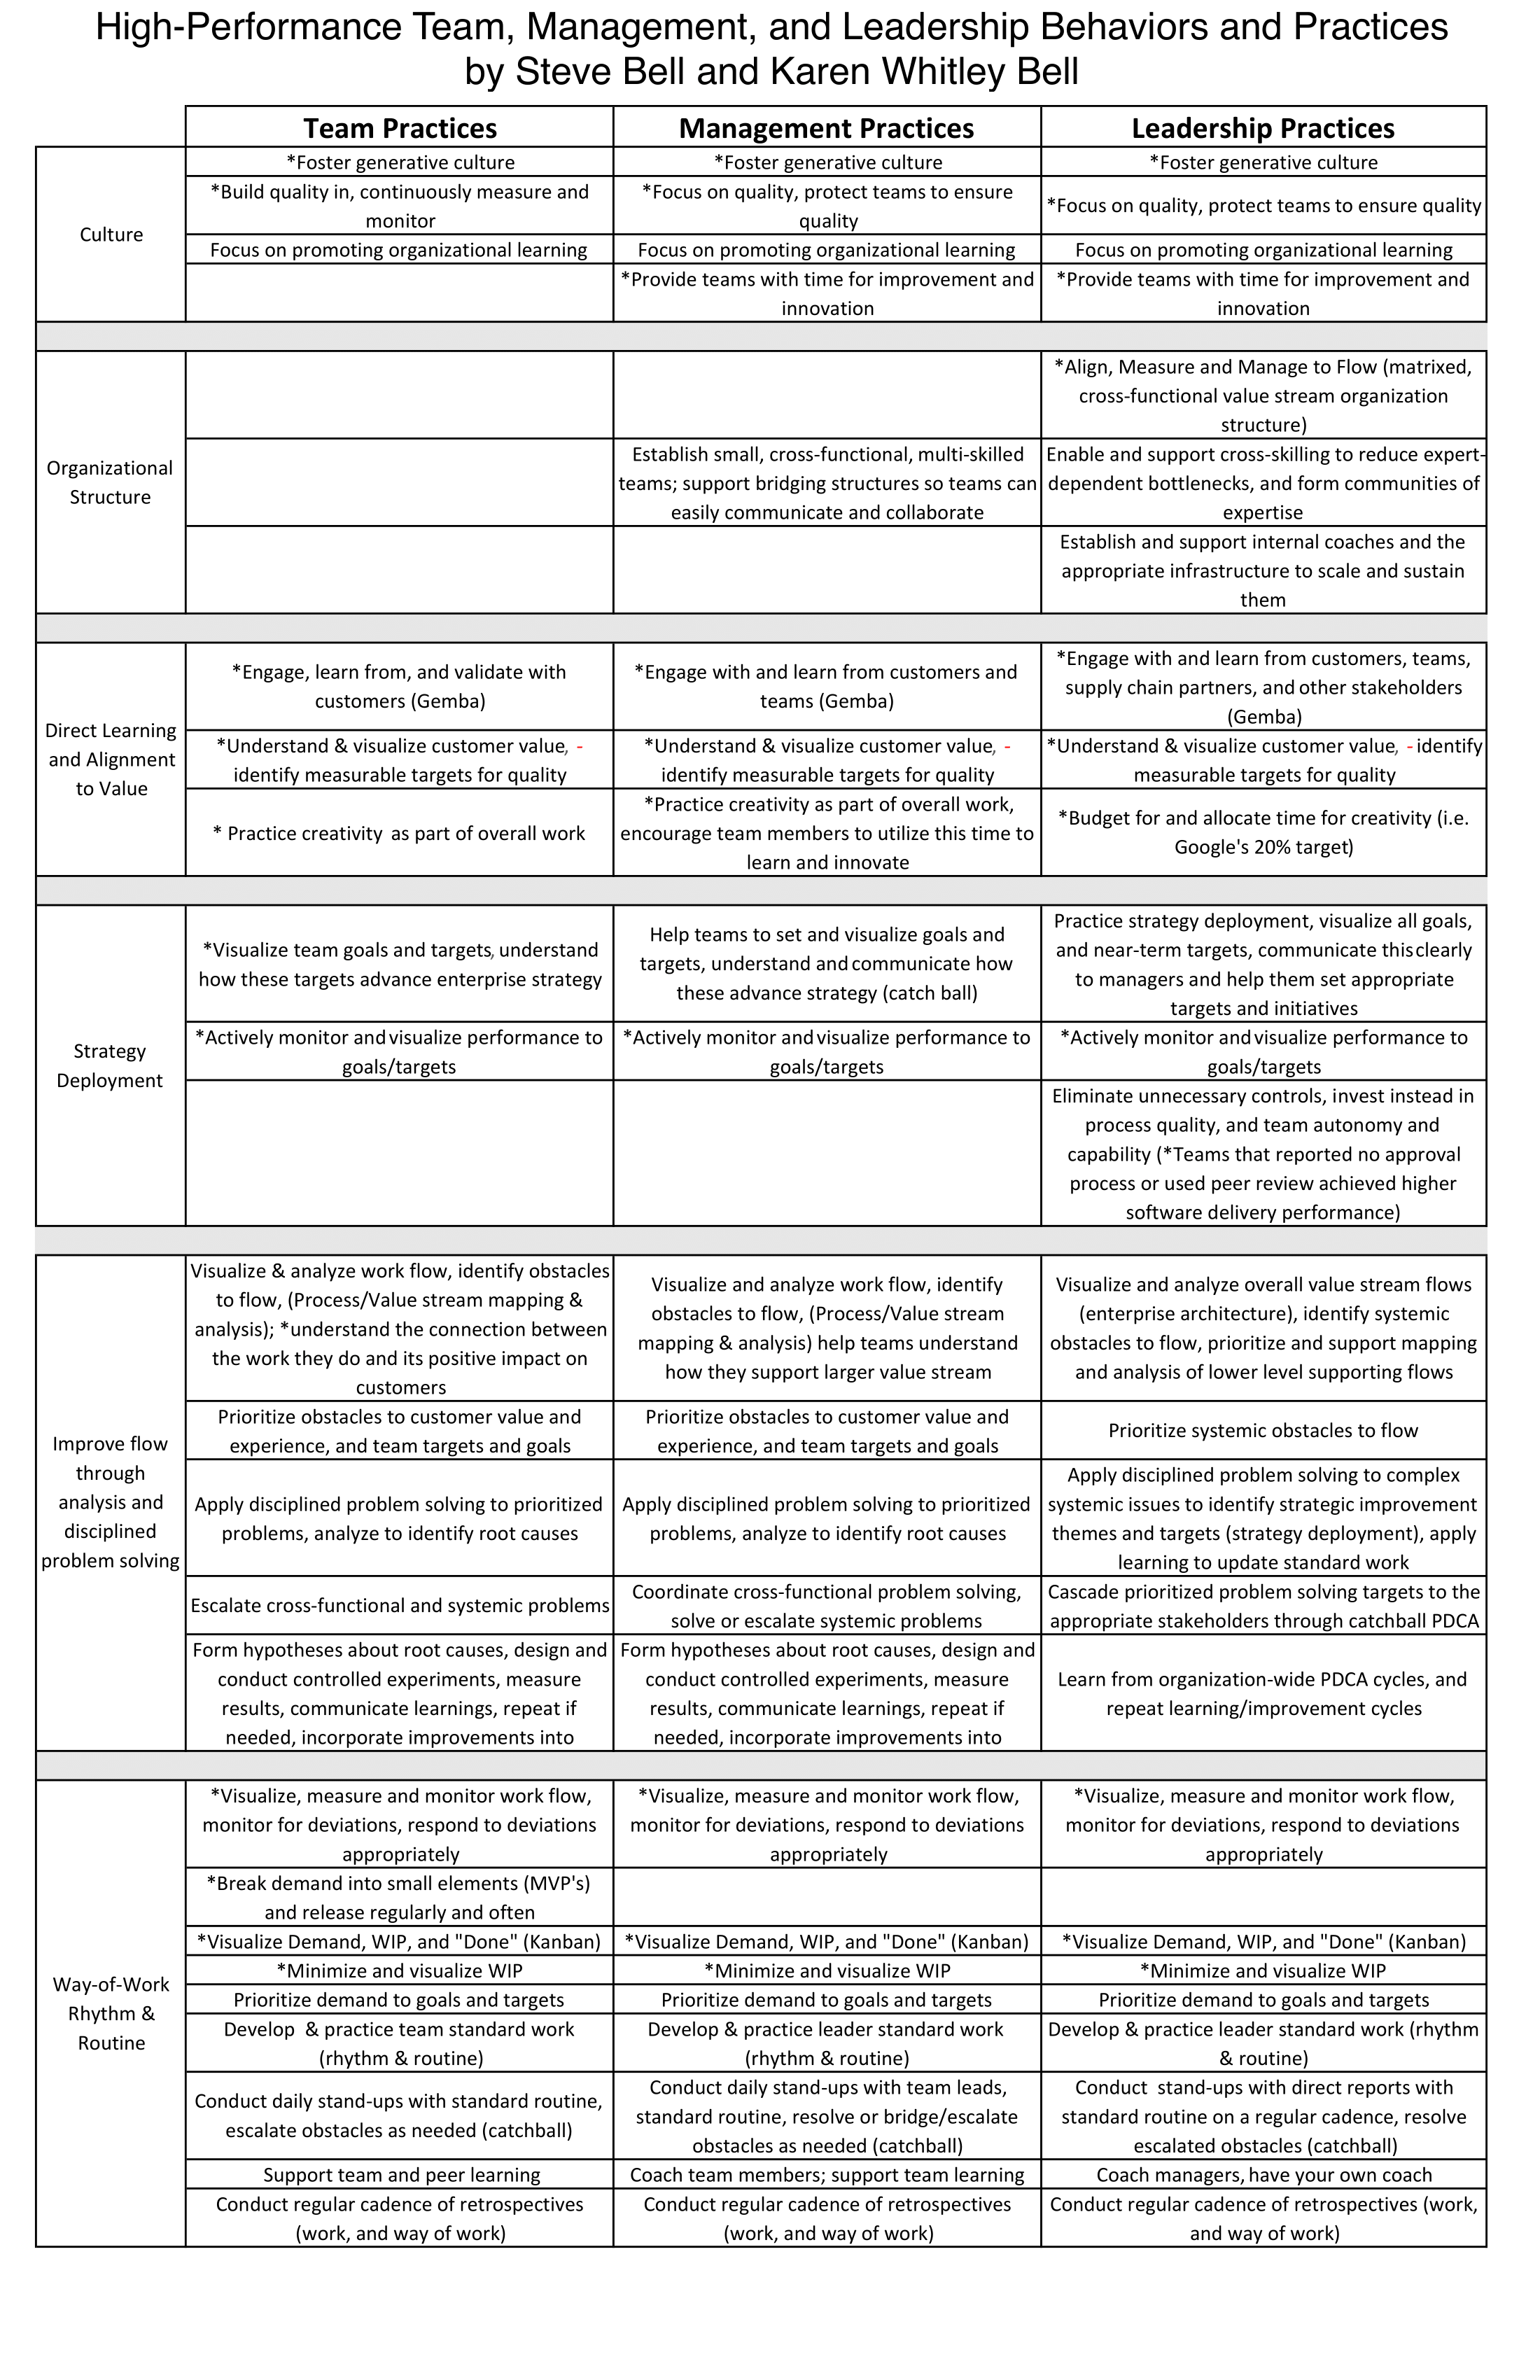 High-Performance Team, Management, and Leadership Behaviors and Practices
by Steve Bell and Karen Whitley Bell
Team Practices
Management Practices
Leadership Practices
Culture
*Foster generative culture
*Foster generative culture
*Foster generative culture
*Build quality in, continuously measure and
monitor
*Focus on quality, protect teams to ensure
quality
*Focus on quality, protect teams to ensure quality
Focus on promoting organizational learning
Focus on promoting organizational learning
Focus on promoting organizational learning
*Provide teams with time for improvement and
innovation
*Provide teams with time for improvement and
innovation
Organizational
Structure
*Align, Measure and Manage to Flow (matrixed,
cross-functional value stream organization
structure)
Establish small, cross-functional, multi-skilled
teams; support bridging structures so teams can
easily communicate and collaborate
Enable and support cross-skilling to reduce expert-
dependent bottlenecks, and form communities of
expertise
Establish and support internal coaches and the
appropriate infrastructure to scale and sustain
them
Direct Learning
and Alignment
to Value
*Engage, learn from, and validate with
customers (Gemba)
*Engage with and learn from customers and
teams (Gemba)
*Engage with and learn from customers, teams,
supply chain partners, and other stakeholders
(Gemba)
*Understand & visualize customer value, -
identify measurable targets for quality
*Understand & visualize customer value, -
identify measurable targets for quality
*Understand & visualize customer value, - identify
measurable targets for quality
* Practice creativity as part of overall work
*Practice creativity as part of overall work,
encourage team members to utilize this time to
learn and innovate
*Budget for and allocate time for creativity (i.e.
Google's 20% target)
Strategy
Deployment
*Visualize team goals and targets, understand
how these targets advance enterprise strategy
Help teams to set and visualize goals and
targets, understand and communicate how
these advance strategy (catch ball)
Practice strategy deployment, visualize all goals,
and near-term targets, communicate this clearly
to managers and help them set appropriate
targets and initiatives
*Actively monitor and visualize performance to
goals/targets
*Actively monitor and visualize performance to
goals/targets
*Actively monitor and visualize performance to
goals/targets
Eliminate unnecessary controls, invest instead in
process quality, and team autonomy and
capability (*Teams that reported no approval
process or used peer review achieved higher
software delivery performance)
Improve flow
through
analysis and
disciplined
problem solving
Visualize & analyze work flow, identify obstacles
to flow, (Process/Value stream mapping &
analysis); *understand the connection between
the work they do and its positive impact on
customers
Visualize and analyze work flow, identify
obstacles to flow, (Process/Value stream
mapping & analysis) help teams understand
how they support larger value stream
Visualize and analyze overall value stream flows
(enterprise architecture), identify systemic
obstacles to flow, prioritize and support mapping
and analysis of lower level supporting flows
Prioritize obstacles to customer value and
experience, and team targets and goals
Prioritize obstacles to customer value and
experience, and team targets and goals
Prioritize systemic obstacles to flow
Apply disciplined problem solving to prioritized
problems, analyze to identify root causes
Apply disciplined problem solving to prioritized
problems, analyze to identify root causes
Apply disciplined problem solving to complex
systemic issues to identify strategic improvement
themes and targets (strategy deployment), apply
learning to update standard work
Escalate cross-functional and systemic problems
Coordinate cross-functional problem solving,
solve or escalate systemic problems
Cascade prioritized problem solving targets to the
appropriate stakeholders through catchball PDCA
Form hypotheses about root causes, design and
conduct controlled experiments, measure
results, communicate learnings, repeat if
needed, incorporate improvements into
Form hypotheses about root causes, design and
conduct controlled experiments, measure
results, communicate learnings, repeat if
needed, incorporate improvements into
Learn from organization-wide PDCA cycles, and
repeat learning/improvement cycles
Way-of-Work
Rhythm &
Routine
*Visualize, measure and monitor work flow,
monitor for deviations, respond to deviations
appropriately
*Visualize, measure and monitor work flow,
monitor for deviations, respond to deviations
appropriately
*Visualize, measure and monitor work flow,
monitor for deviations, respond to deviations
appropriately
*Break demand into small elements (MVP's)
and release regularly and often
*Visualize Demand, WIP, and "Done" (Kanban)
*Visualize Demand, WIP, and "Done" (Kanban)
*Visualize Demand, WIP, and "Done" (Kanban)
*Minimize and visualize WIP
*Minimize and visualize WIP
*Minimize and visualize WIP
Prioritize demand to goals and targets
Prioritize demand to goals and targets
Prioritize demand to goals and targets
Develop & practice team standard work
(rhythm & routine)
Develop & practice leader standard work
(rhythm & routine)
Develop & practice leader standard work (rhythm
& routine)
Conduct daily stand-ups with standard routine,
escalate obstacles as needed (catchball)
Conduct daily stand-ups with team leads,
standard routine, resolve or bridge/escalate
obstacles as needed (catchball)
Conduct stand-ups with direct reports with
standard routine on a regular cadence, resolve
escalated obstacles (catchball)
Support team and peer learning
Coach team members; support team learning
Coach managers, have your own coach
Conduct regular cadence of retrospectives
(work, and way of work)
Conduct regular cadence of retrospectives
(work, and way of work)
Conduct regular cadence of retrospectives (work,
and way of work)